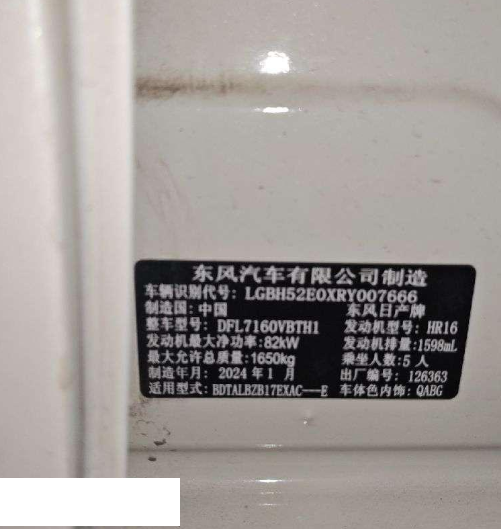 东风汽车有限公司制造
车辆识别代号: LGBH52E0XRY007666
制造国: 中国 东风日产牌
整车型号: DFL7160VBTH1 发动机型号: HR16
发动机最大净功率: 82kW 发动机排量: 1598mL
最大允许总质量: 1650kg 乘坐人数: 5 人
制造年月: 2024 年 1 月 出厂编号: 126363
适用型式: BDTALBZB17EXAC---E 车体色内饰: QABG